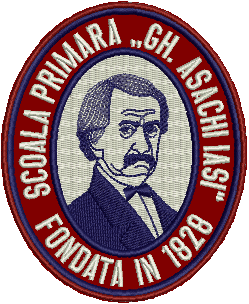 SCOALA PRIMARA „GH. ASACHI IASI”
FONDATA IN 1828